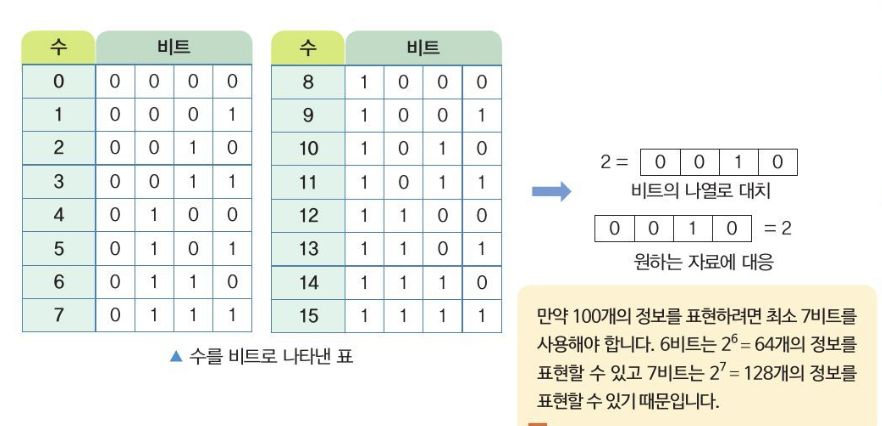 수 비트
0 0 0 0 0
1 0 0 0 1
2 0 0 1 0
3 0 0 1 1
4 0 1 0 0
5 0 1 0 1
6 0 1 1 0
7 0 1 1 1
수 비트
8 1 0 0 0
9 1 0 0 1
10 1 0 1 0
11 1 0 1 1
12 1 1 0 0
13 1 1 0 1
14 1 1 1 0
15 1 1 1 1
▲ 수를 비트로 나타낸 표
2 = 0 0 1 0
비트의 나열로 대치
0 0 1 0 = 2
원하는 자료에 대응
만약 100개의 정보를 표현하려면 최소 7비트를
사용해야 합니다. 6비트는 2⁶ = 64개의 정보를
표현할 수 있고 7비트는 2⁷ = 128개의 정보를
표현할 수 있기 때문입니다.